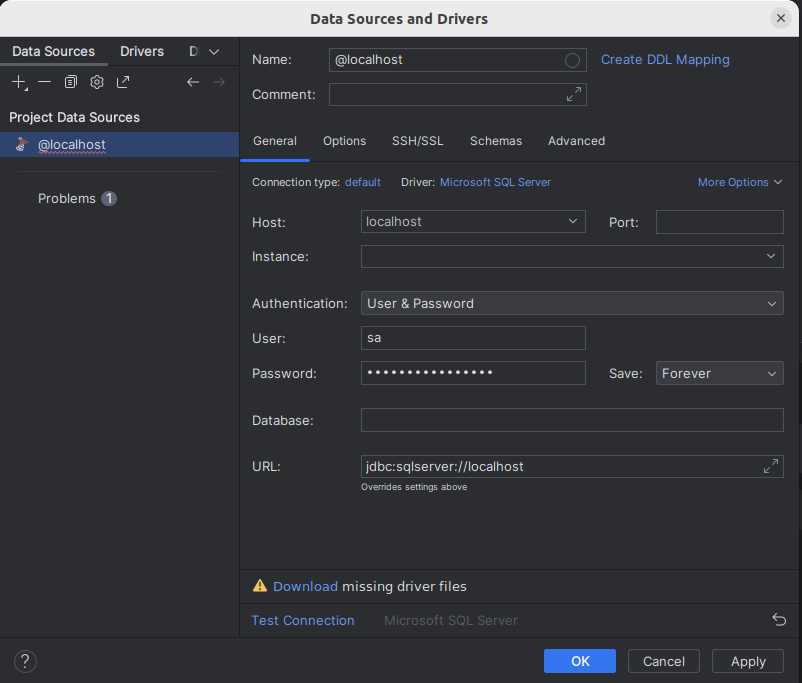 Data Sources and Drivers
Data Sources Drivers D
Project Data Sources
@localhost
Problems 1
Name: @localhost Create DDL Mapping
Comment:
General Options SSH/SSL Schemas Advanced
Connection type: default Driver: Microsoft SQL Server More Options
Host: localhost Port:
Instance:
Authentication: User & Password
User: sa
Password: •••••••••••••••• Save: Forever
Database:
URL: jdbc:sqlserver://localhost
Overrides settings above
Download missing driver files
Test Connection Microsoft SQL Server
? OK Cancel Apply